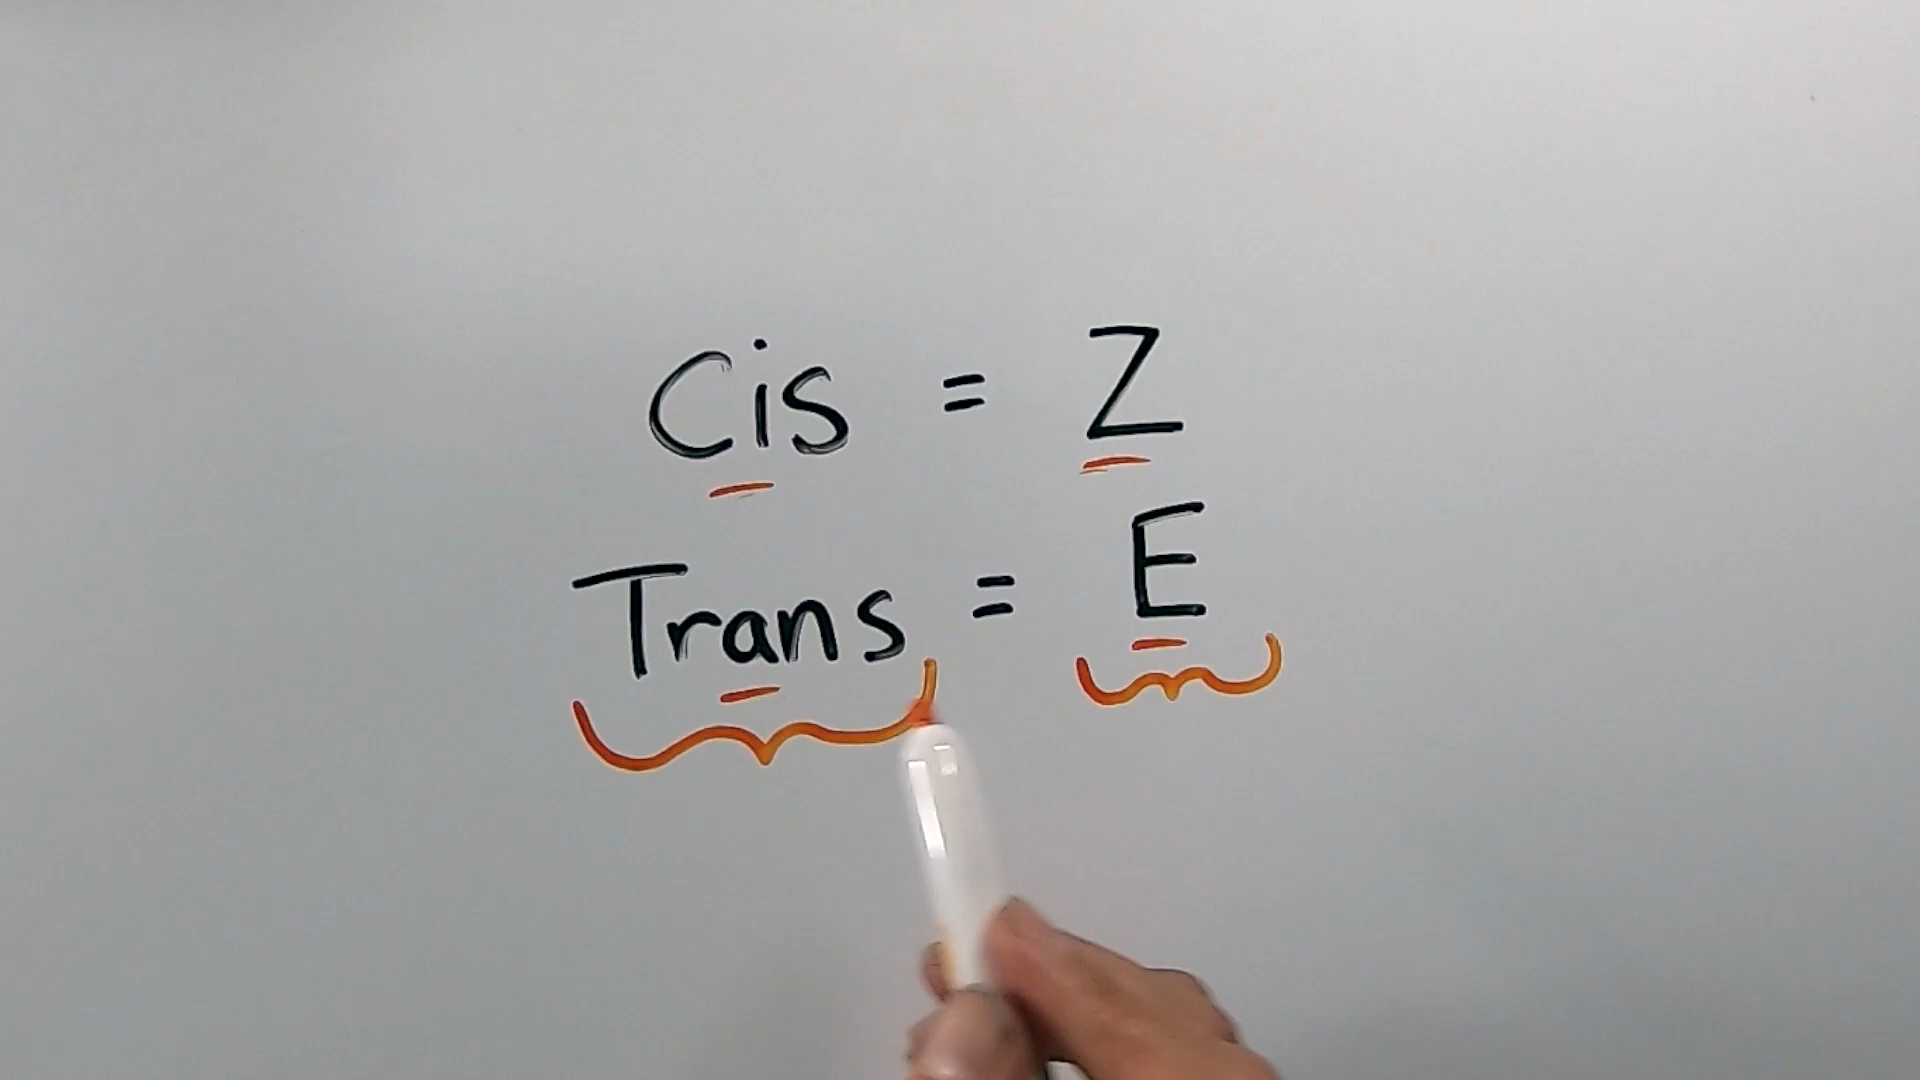 Cis = Z
Trans = E